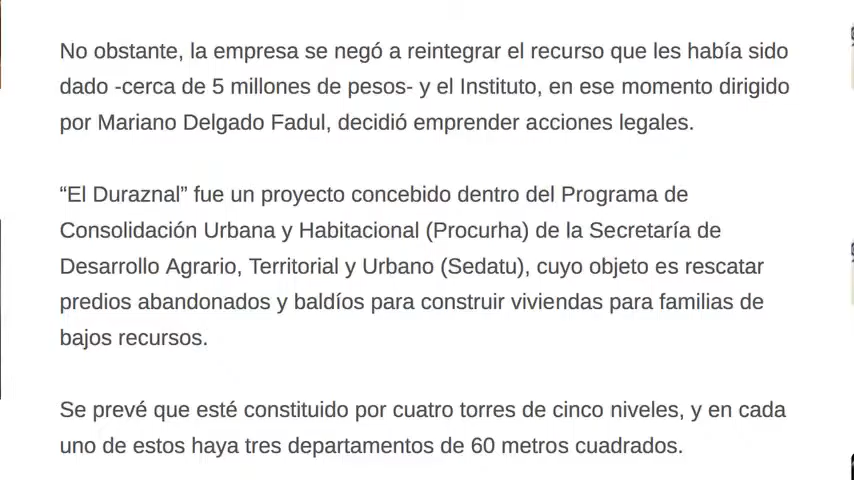 No obstante, la empresa se negó a reintegrar el recurso que les había sido
dado -cerca de 5 millones de pesos- y el Instituto, en ese momento dirigido
por Mariano Delgado Fadul, decidió emprender acciones legales.
“El Duraznal” fue un proyecto concebido dentro del Programa de
Consolidación Urbana y Habitacional (Procurha) de la Secretaría de
Desarrollo Agrario, Territorial y Urbano (Sedatu), cuyo objeto es rescatar
predios abandonados y baldíos para construir viviendas para familias de
bajos recursos.
Se prevé que esté constituido por cuatro torres de cinco niveles, y en cada
uno de estos haya tres departamentos de 60 metros cuadrados.